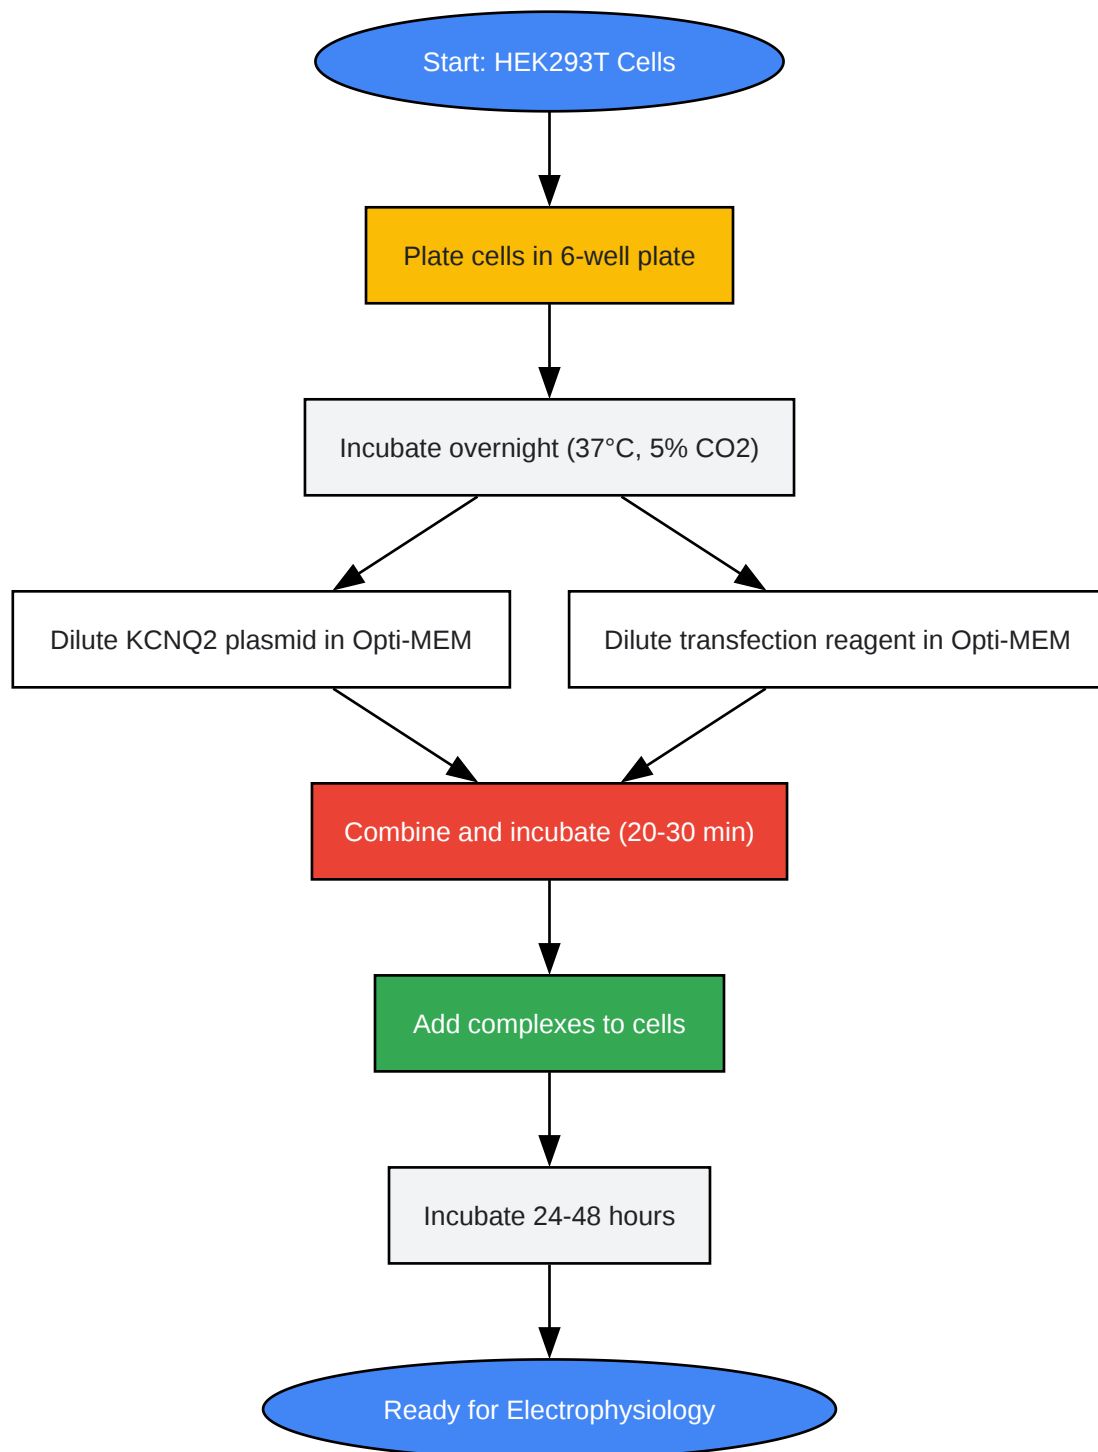 Start: HEK293T Cells
Plate cells in 6-well plate
Incubate overnight (37°C, 5% CO2)
Dilute KCNQ2 plasmid in Opti-MEM
Dilute transfection reagent in Opti-MEM
Combine and incubate (20-30 min)
Add complexes to cells
Incubate 24-48 hours
Ready for Electrophysiology